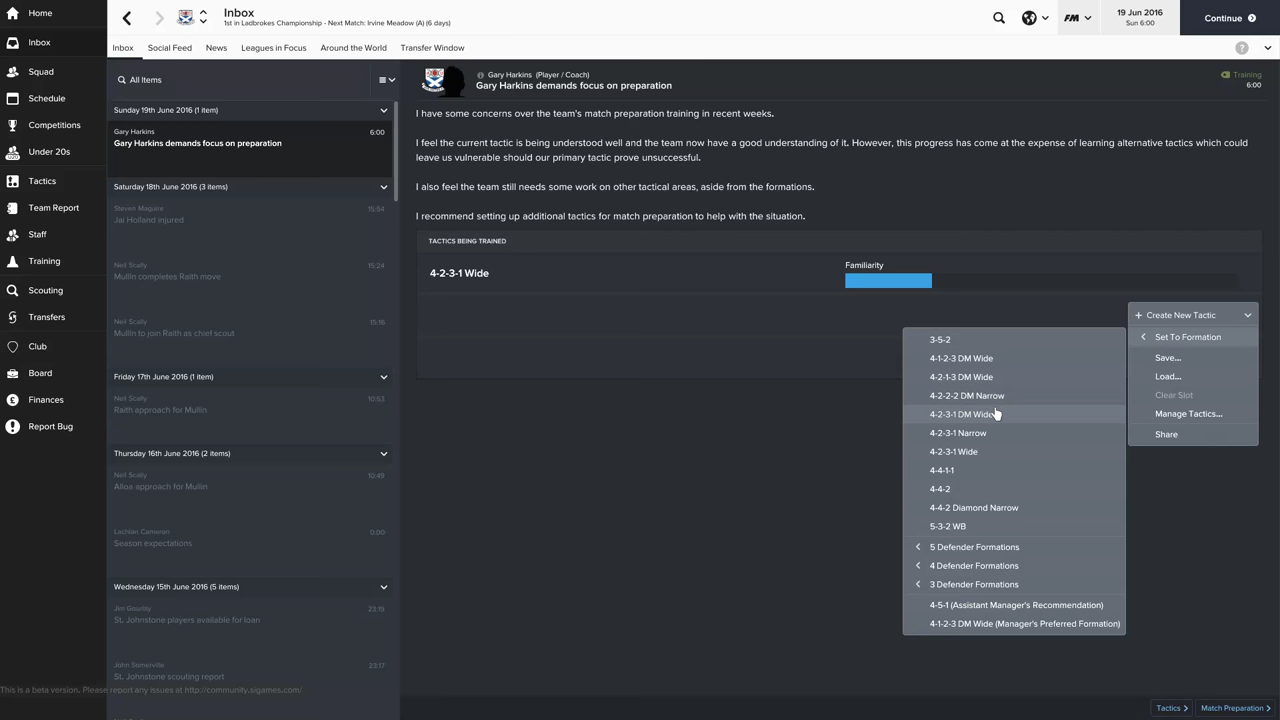 Home
Inbox
Squad
Schedule
Competitions
Under 20s
Tactics
Team Report
Staff
Training
Scouting
Transfers
Club
Board
Finances
Report Bug
Inbox
1st in Ladbrokes Championship - Next Match: Irvine Meadow (A) (6 days)
FM
19 Jun 2016
Sun 6:00
Continue
Inbox
Social Feed
News
Leagues in Focus
Around the World
Transfer Window
?
All Items
Sunday 19th June 2016 (1 item)
Gary Harkins 6:00
Gary Harkins demands focus on preparation
Saturday 18th June 2016 (3 items)
Steven Maguire 15:54
Jai Holland injured
Neil Scally 15:24
Mullin completes Raith move
Neil Scally 15:16
Mullin to join Raith as chief scout
Friday 17th June 2016 (1 item)
Neil Scally 10:53
Raith approach for Mullin
Thursday 16th June 2016 (2 items)
Neil Scally 10:49
Alloa approach for Mullin
Lachlan Cameron 0:00
Season expectations
Wednesday 15th June 2016 (5 items)
Jim Gourlay 23:19
St. Johnstone players available for loan
John Somerville 23:17
St. Johnstone scouting report
This is a beta version. Please report any issues at http://community.sigames.com/
Gary Harkins (Player / Coach)
Gary Harkins demands focus on preparation
Training
6:00
I have some concerns over the team's match preparation training in recent weeks.
I feel the current tactic is being understood well and the team now have a good understanding of it. However, this progress has come at the expense of learning alternative tactics which could
leave us vulnerable should our primary tactic prove unsuccessful.
I also feel the team still needs some work on other tactical areas, aside from the formations.
I recommend setting up additional tactics for match preparation to help with the situation.
TACTICS BEING TRAINED
4-2-3-1 Wide
Familiarity
Create New Tactic
Set To Formation
Save...
Load...
Clear Slot
Manage Tactics...
Share
3-5-2
4-1-2-3 DM Wide
4-2-1-3 DM Wide
4-2-2-2 DM Narrow
4-2-3-1 DM Wide
4-2-3-1 Narrow
4-2-3-1 Wide
4-4-1-1
4-4-2
4-4-2 Diamond Narrow
5-3-2 WB
5 Defender Formations
4 Defender Formations
3 Defender Formations
4-5-1 (Assistant Manager's Recommendation)
4-1-2-3 DM Wide (Manager's Preferred Formation)
Tactics
Match Preparation